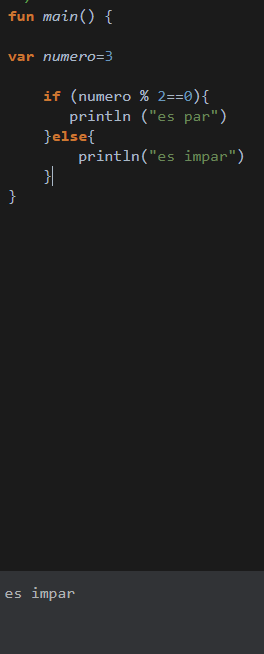 fun main() {
var numero=3
if (numero % 2==0){
println ("es par")
}else{
println("es impar")
}
}
es impar